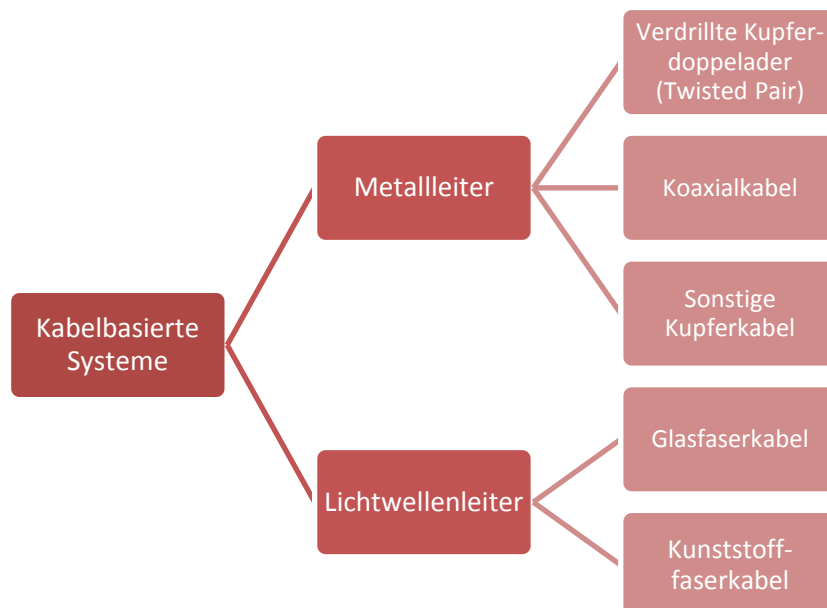 Verdrillte Kupfer-
doppelader
(Twisted Pair)
Metallleiter
Koaxialkabel
Sonstige
Kupferkabel
Kabelbasierte
Systeme
Glasfaserkabel
Lichtwellenleiter
Kunststoff-
faserkabel